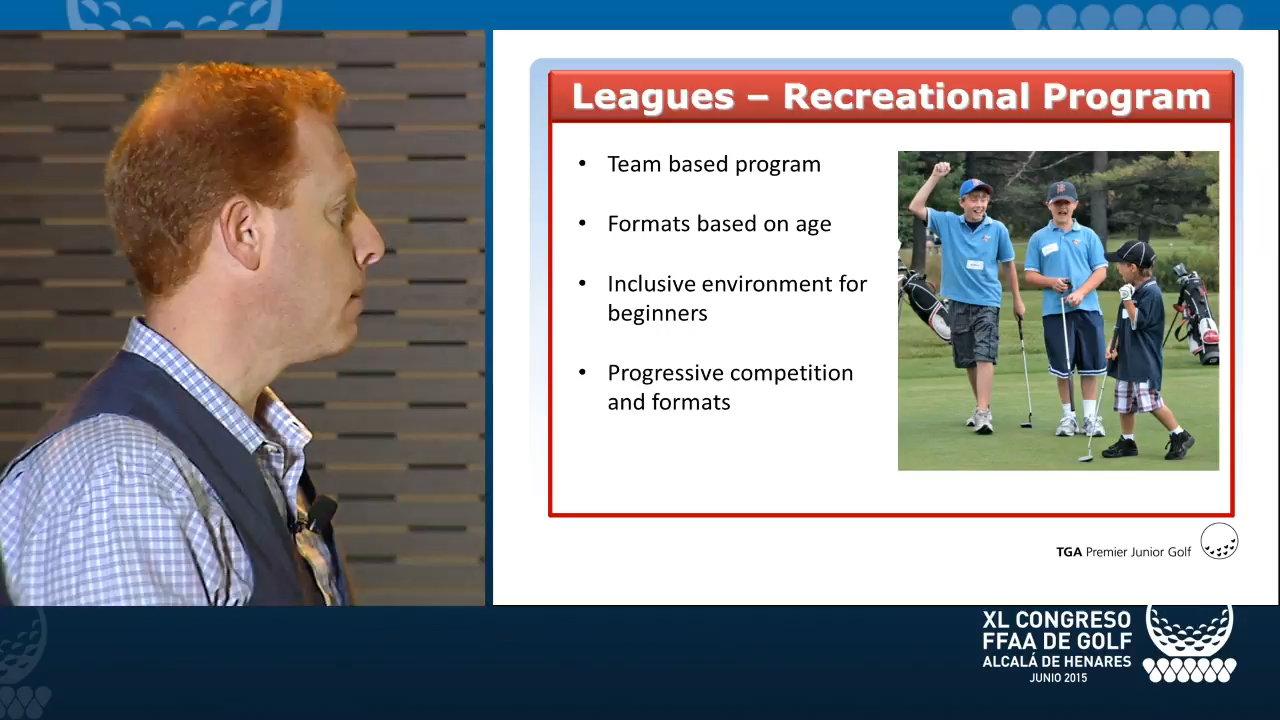 Leagues – Recreational Program
• Team based program
• Formats based on age
• Inclusive environment for
beginners
• Progressive competition
and formats
TGA Premier Junior Golf
XL CONGRESO
FFAA DE GOLF
ALCALÁ DE HENARES
JUNIO 2015